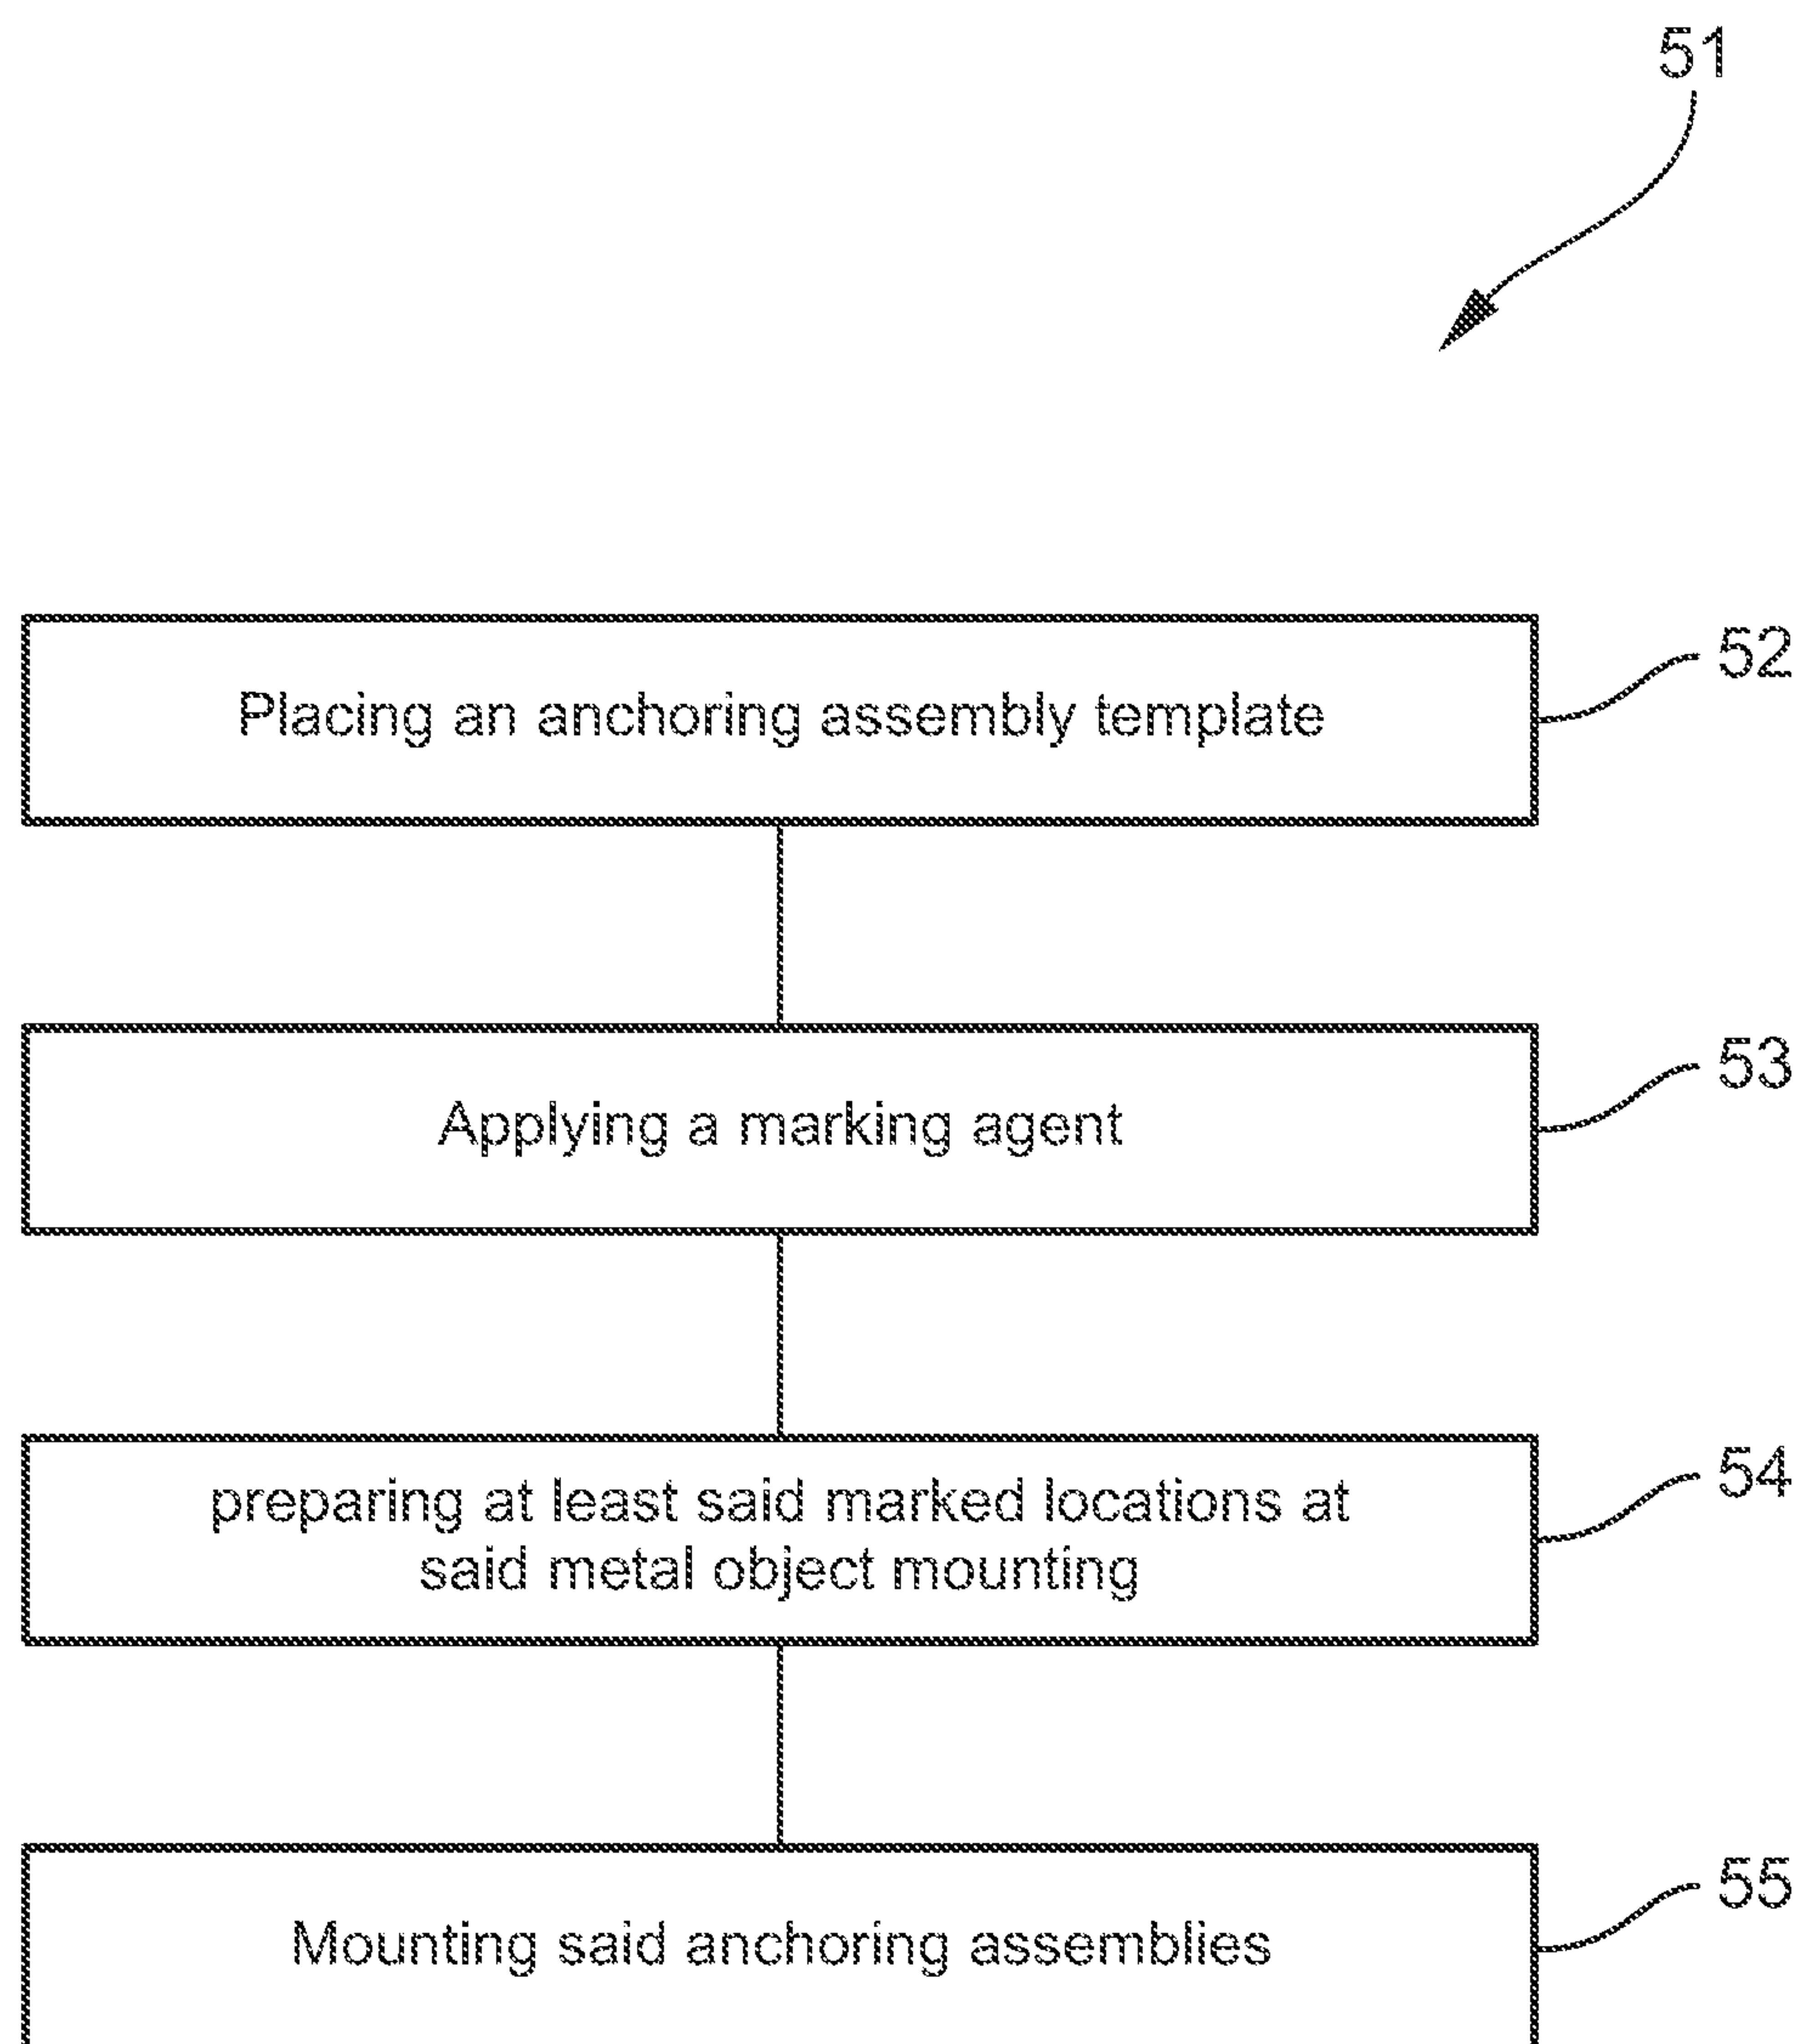 51
Placing an anchoring assembly template
52
Applying a marking agent
53
preparing at least said marked locations at
said metal object mounting
54
Mounting said anchoring assemblies
55